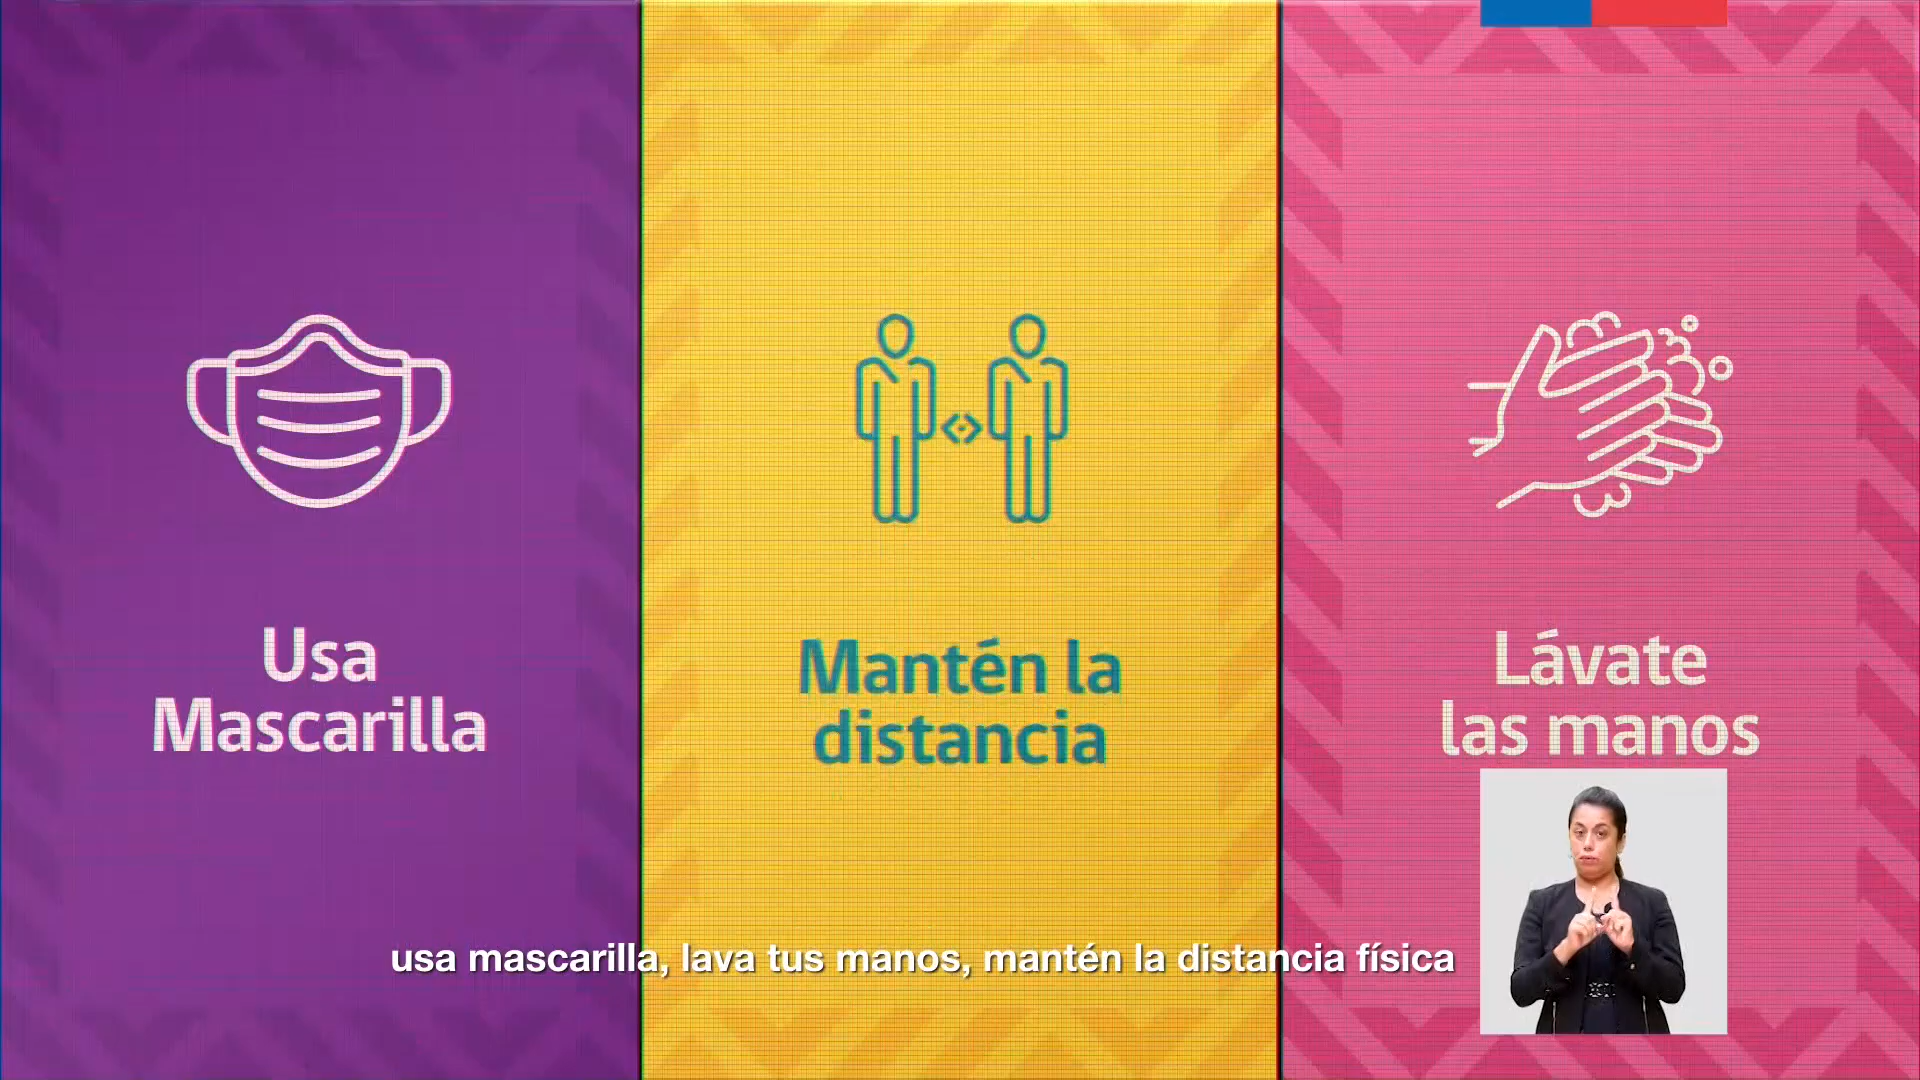 Usa
Mascarilla
Mantén la
distancia
Lávate
las manos
usa mascarilla, lava tus manos, mantén la distancia física